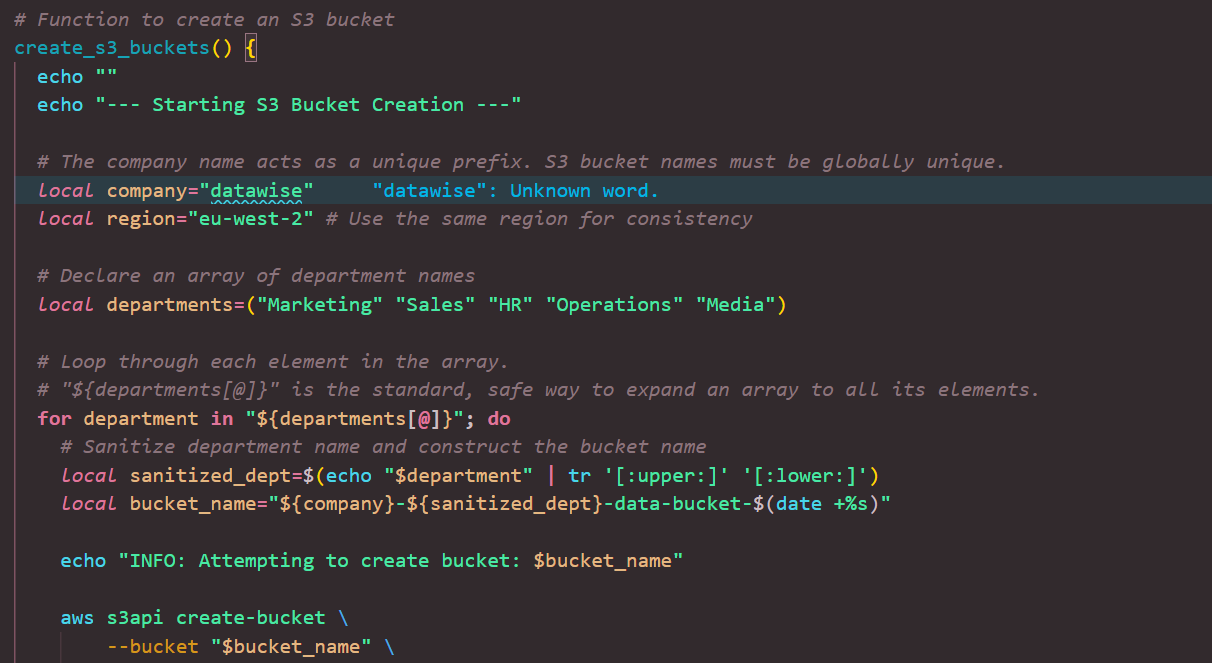 # Function to create an S3 bucket
create_s3_buckets() {
  echo ""
  echo "--- Starting S3 Bucket Creation ---"

  # The company name acts as a unique prefix. S3 bucket names must be globally unique.
  local company="datawise"     "datawise": Unknown word.
  local region="eu-west-2" # Use the same region for consistency

  # Declare an array of department names
  local departments=("Marketing" "Sales" "HR" "Operations" "Media")

  # Loop through each element in the array.
  # "${departments[@]}" is the standard, safe way to expand an array to all its elements.
  for department in "${departments[@]}"; do
    # Sanitize department name and construct the bucket name
    local sanitized_dept=$(echo "$department" | tr '[:upper:]' '[:lower:]')
    local bucket_name="${company}-${sanitized_dept}-data-bucket-$(date +%s)"

    echo "INFO: Attempting to create bucket: $bucket_name"

    aws s3api create-bucket \
        --bucket "$bucket_name" \